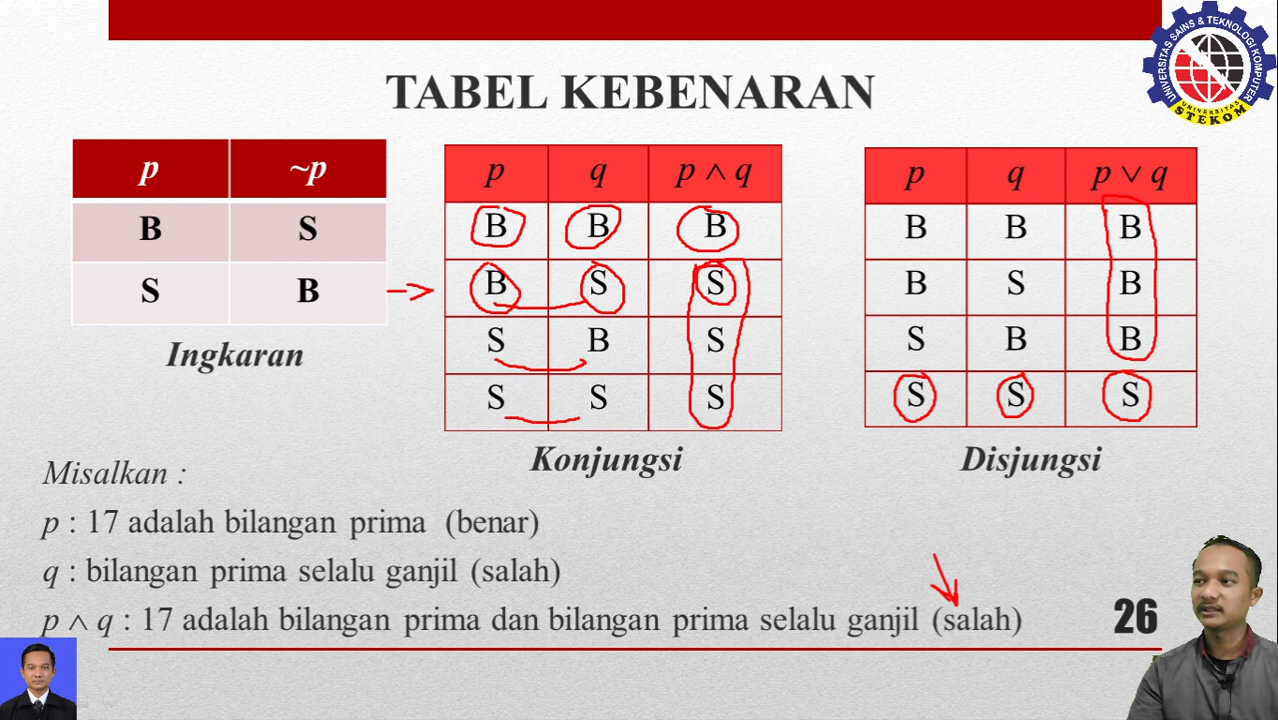 TABEL KEBENARAN
UNIVERSITAS SAINS & TEKNOLOGI KOMPUTER
UNIVERSITAS
STEKOM
p ~p
B S
S B
Ingkaran
p q p ∧ q
B B B
B S S
S B S
S S S
Konjungsi
p q p ∨ q
B B B
B S B
S B B
S S S
Disjungsi
Misalkan :
p : 17 adalah bilangan prima (benar)
q : bilangan prima selalu ganjil (salah)
p ∧ q : 17 adalah bilangan prima dan bilangan prima selalu ganjil (salah)
26